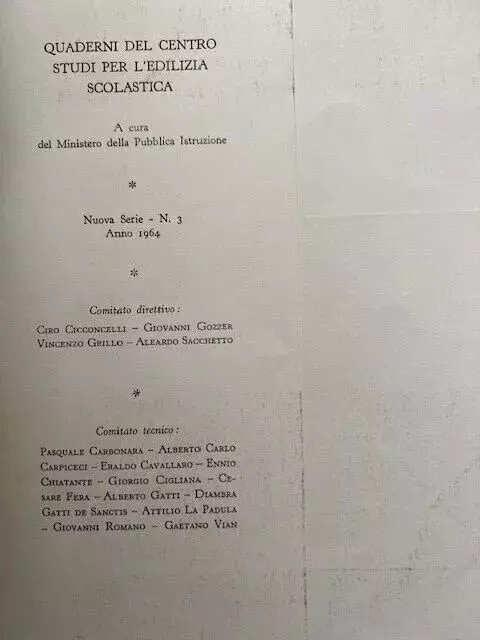 QUADERNI DEL CENTRO
STUDI PER L'EDILIZIA
SCOLASTICA
A cura
del Ministero della Pubblica Istruzione
*
Nuova Serie - N. 3
Anno 1964
*
Comitato direttivo:
CIRO CICCONCELLI – GIOVANNI GOZZER
VINCENZO GRILLO – ALEARDO SACCHETTO
*
Comitato tecnico:
PASQUALE CARBONARA – ALBERTO CARLO
CARPICECI – ERALDO CAVALLARO – ENNIO
CHIATANTE – GIORGIO CIGLIANA – CE-
SARE FERA – ALBERTO GATTI – DIAMBRA
GATTI DE SANCTIS – ATTILIO LA PADULA
– GIOVANNI ROMANO – GAETANO VIAN